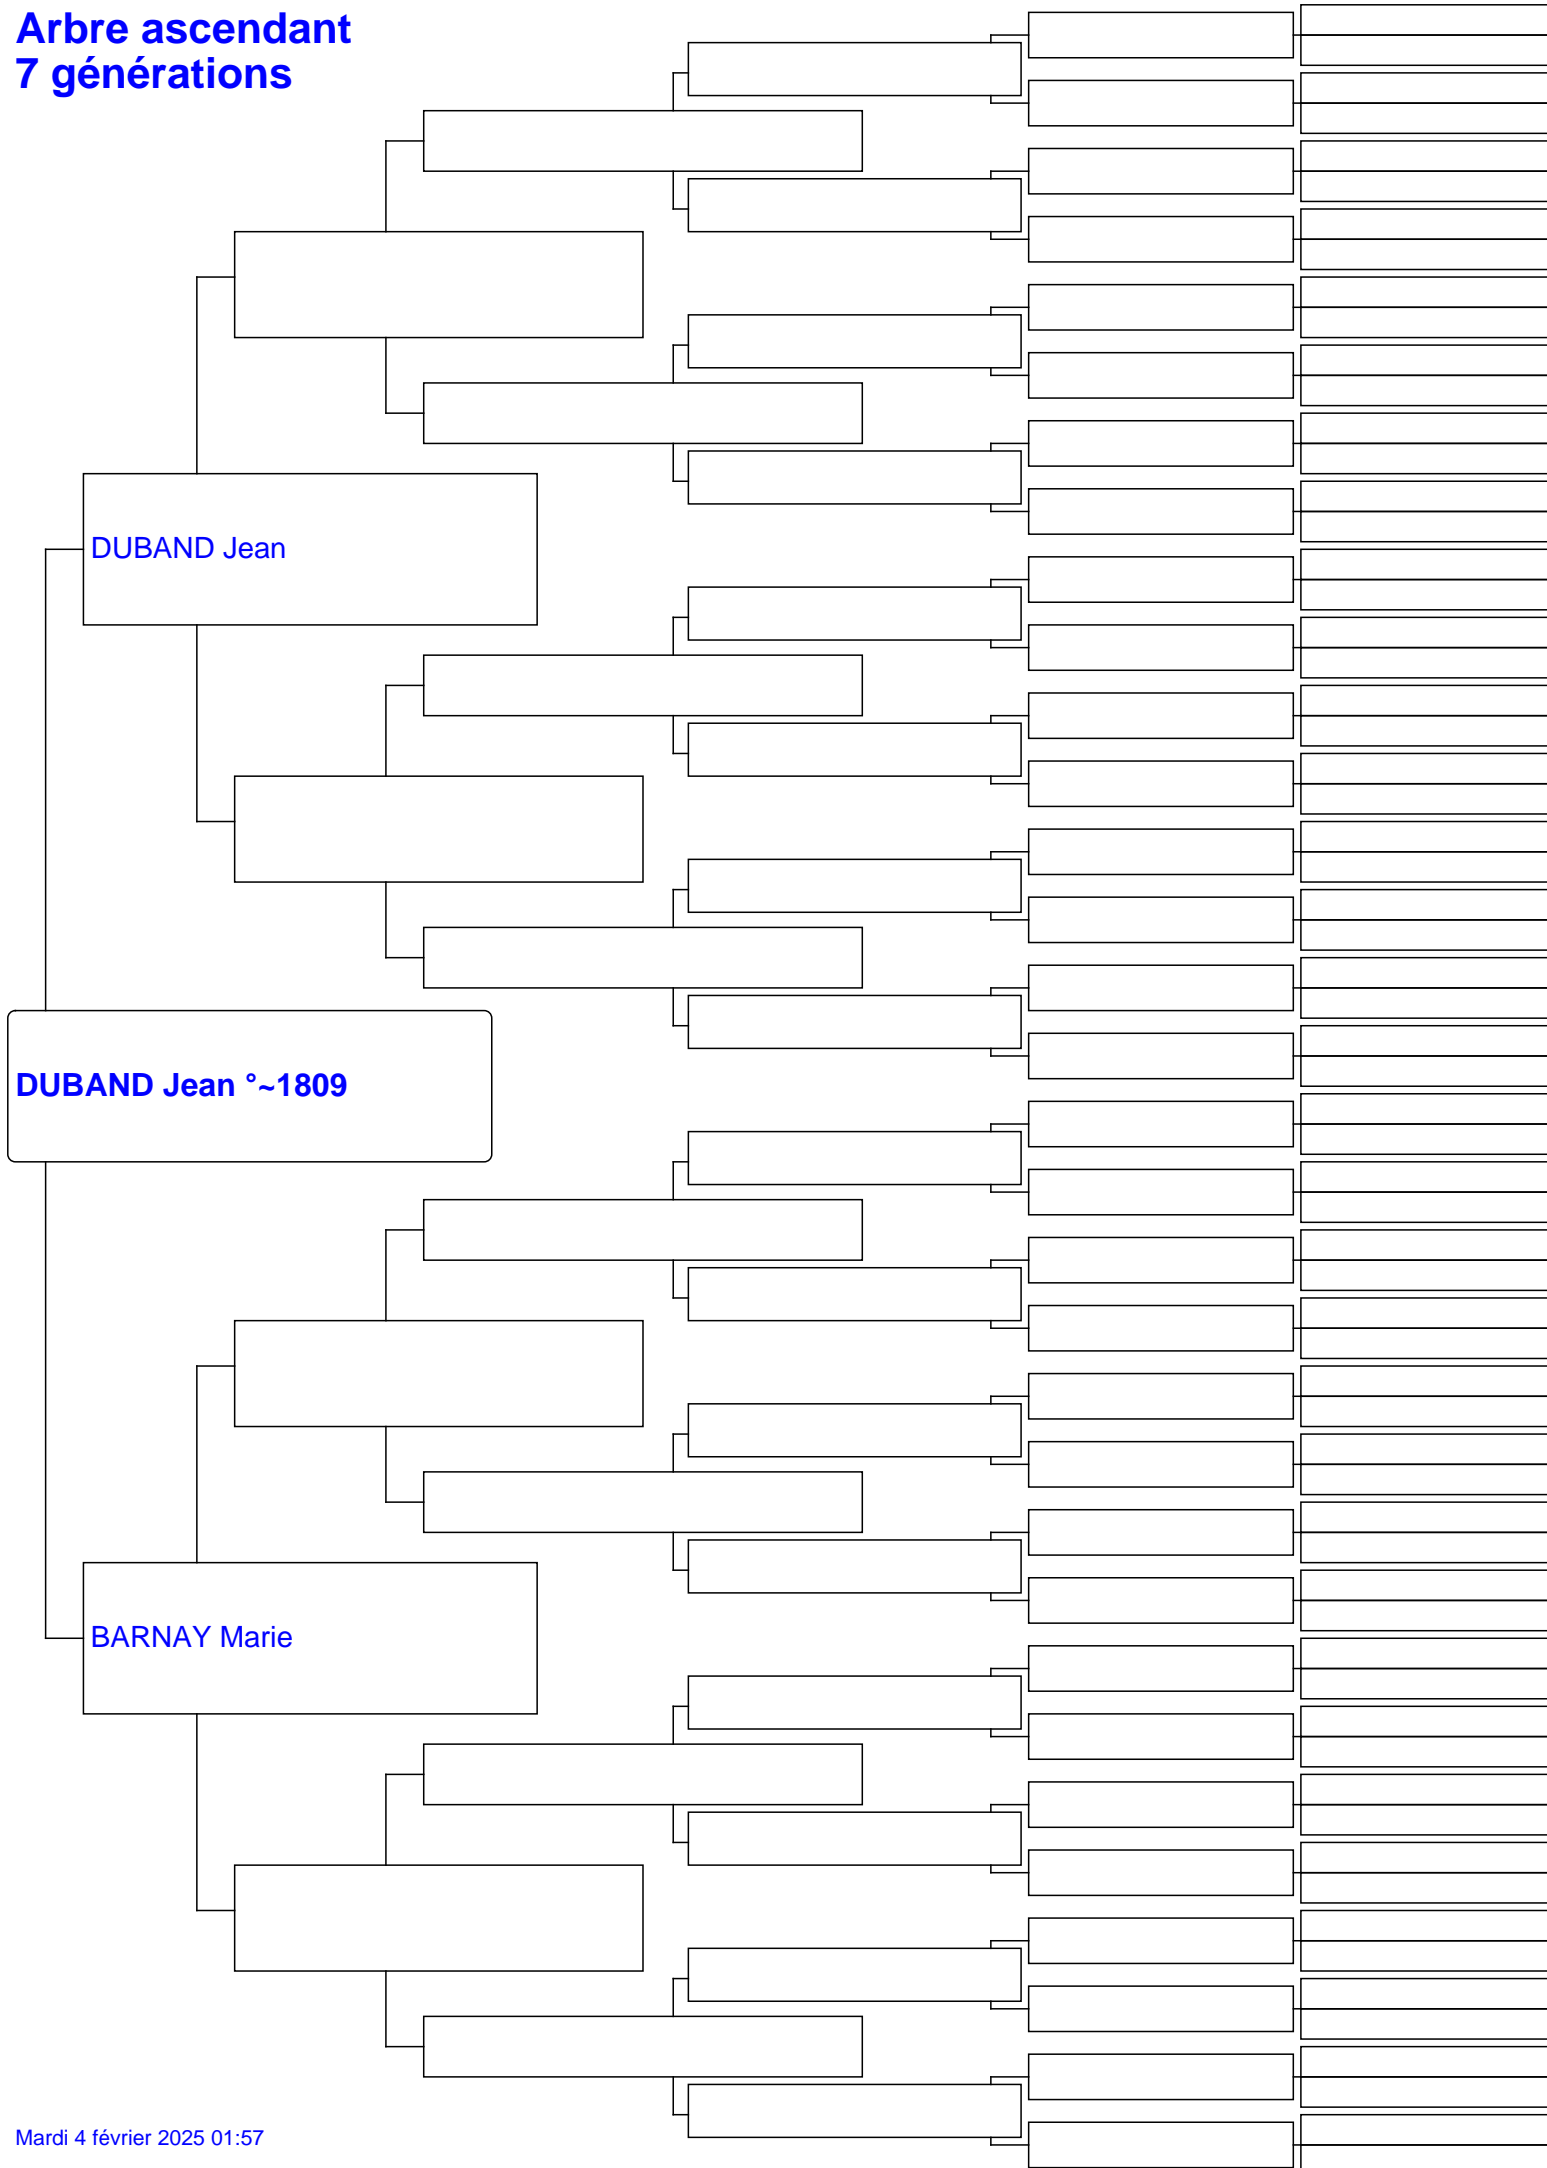 Arbre ascendant
7 générations
DUBAND Jean
DUBAND Jean °~1809
BARNAY Marie
Mardi 4 février 2025 01:57